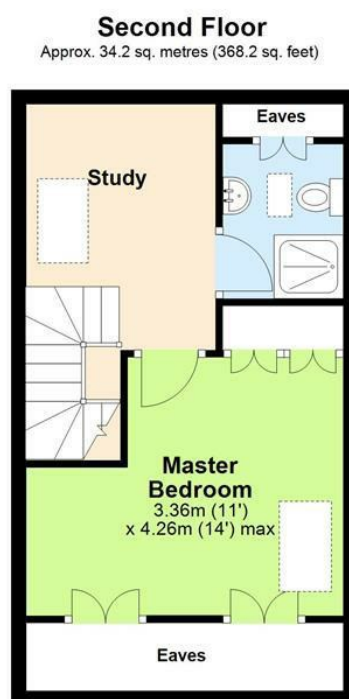 Second Floor
Approx. 34.2 sq. metres (368.2 sq. feet)
Eaves
Study
Master
Bedroom
3.36m (11')
x 4.26m (14') max
Eaves